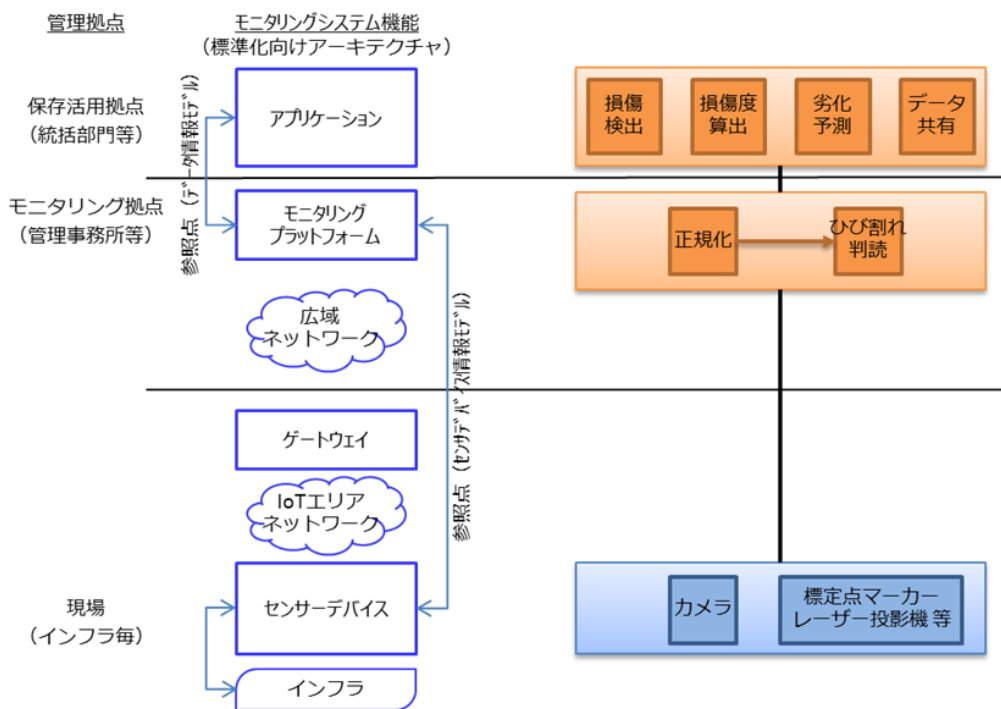 管理拠点
モニタリングシステム機能
(標準化向けアーキテクチャ)
保存活用拠点
(統括部門等)
アプリケーション
損傷
検出
損傷度
算出
劣化
予測
データ
共有
参照点 (データ情報モデル)
モニタリング拠点
(管理事務所等)
モニタリング
プラットフォーム
正規化
ひび割れ
判読
広域
ネットワーク
参照点 (センサデバイス情報モデル)
ゲートウェイ
IoTエリア
ネットワーク
現場
(インフラ毎)
センサーデバイス
カメラ
標定点マーカー
レーザー投影機 等
インフラ